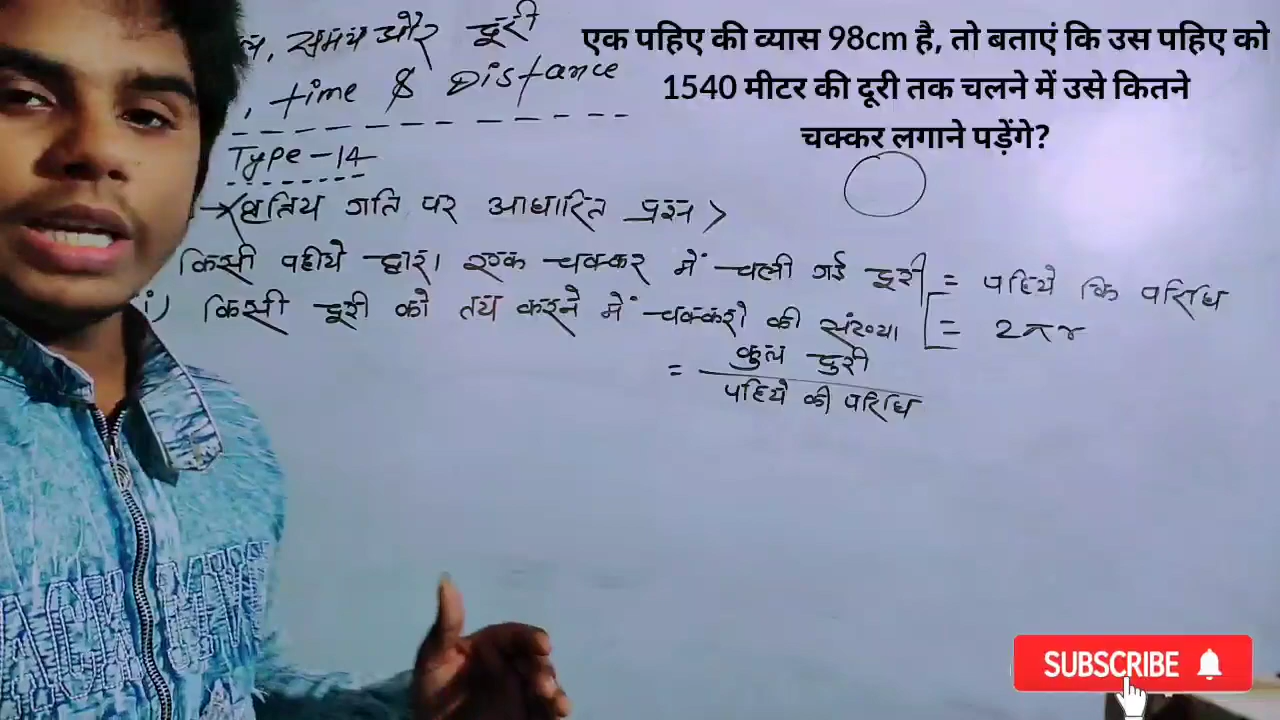 समय और दूरी
एक पहिए की व्यास 98cm है, तो बताएं कि उस पहिए को
1540 मीटर की दूरी तक चलने में उसे कितने
चक्कर लगाने पड़ेंगे?
, time & Distance
Type-14
गति पर आधारित प्रश्न >
किसी पहीये द्वारा एक चक्कर में चली गई दूरी = पहिये कि परिधि
i) किसी दूरी को तय करने में चक्करो की संख्या = 2πr
= कुल दुरी
पहिये की परिधि
SUBSCRIBE